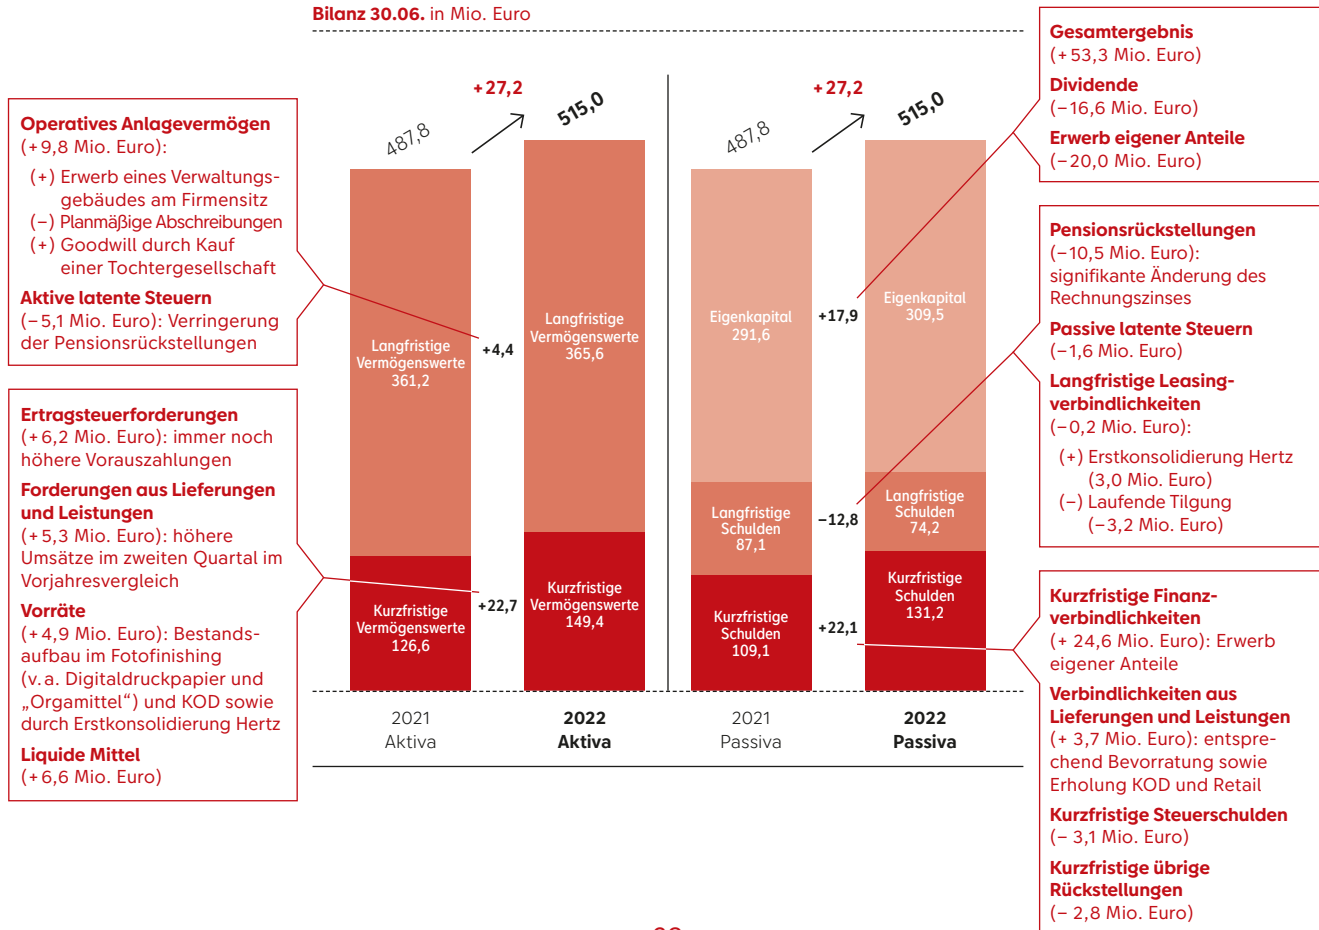 Bilanz 30.06. in Mio. Euro
Operatives Anlagevermögen
(+9,8 Mio. Euro):
(+) Erwerb eines Verwaltungs-
gebäudes am Firmensitz
(−) Planmäßige Abschreibungen
(+) Goodwill durch Kauf
einer Tochtergesellschaft
Aktive latente Steuern
(−5,1 Mio. Euro): Verringerung
der Pensionsrückstellungen
Ertragsteuerforderungen
(+6,2 Mio. Euro): immer noch
höhere Vorauszahlungen
Forderungen aus Lieferungen
und Leistungen
(+5,3 Mio. Euro): höhere
Umsätze im zweiten Quartal im
Vorjahresvergleich
Vorräte
(+4,9 Mio. Euro): Bestands-
aufbau im Fotofinishing
(v.a. Digitaldruckpapier und
„Orgamittel“) und KOD sowie
durch Erstkonsolidierung Hertz
Liquide Mittel
(+6,6 Mio. Euro)
+27,2
487,8
515,0
Langfristige
Vermögenswerte
361,2
+4,4
Langfristige
Vermögenswerte
365,6
Kurzfristige
Vermögenswerte
126,6
+22,7
Kurzfristige
Vermögenswerte
149,4
2021
Aktiva
2022
Aktiva
+27,2
487,8
515,0
Eigenkapital
291,6
+17,9
Eigenkapital
309,5
Langfristige
Schulden
87,1
−12,8
Langfristige
Schulden
74,2
Kurzfristige
Schulden
109,1
+22,1
Kurzfristige
Schulden
131,2
2021
Passiva
2022
Passiva
Gesamtergebnis
(+53,3 Mio. Euro)
Dividende
(−16,6 Mio. Euro)
Erwerb eigener Anteile
(−20,0 Mio. Euro)
Pensionsrückstellungen
(−10,5 Mio. Euro):
signifikante Änderung des
Rechnungszinses
Passive latente Steuern
(−1,6 Mio. Euro)
Langfristige Leasing-
verbindlichkeiten
(−0,2 Mio. Euro):
(+) Erstkonsolidierung Hertz
(3,0 Mio. Euro)
(−) Laufende Tilgung
(−3,2 Mio. Euro)
Kurzfristige Finanz-
verbindlichkeiten
(+ 24,6 Mio. Euro): Erwerb
eigener Anteile
Verbindlichkeiten aus
Lieferungen und Leistungen
(+ 3,7 Mio. Euro): entspre-
chend Bevorratung sowie
Erholung KOD und Retail
Kurzfristige Steuerschulden
(− 3,1 Mio. Euro)
Kurzfristige übrige
Rückstellungen
(− 2,8 Mio. Euro)